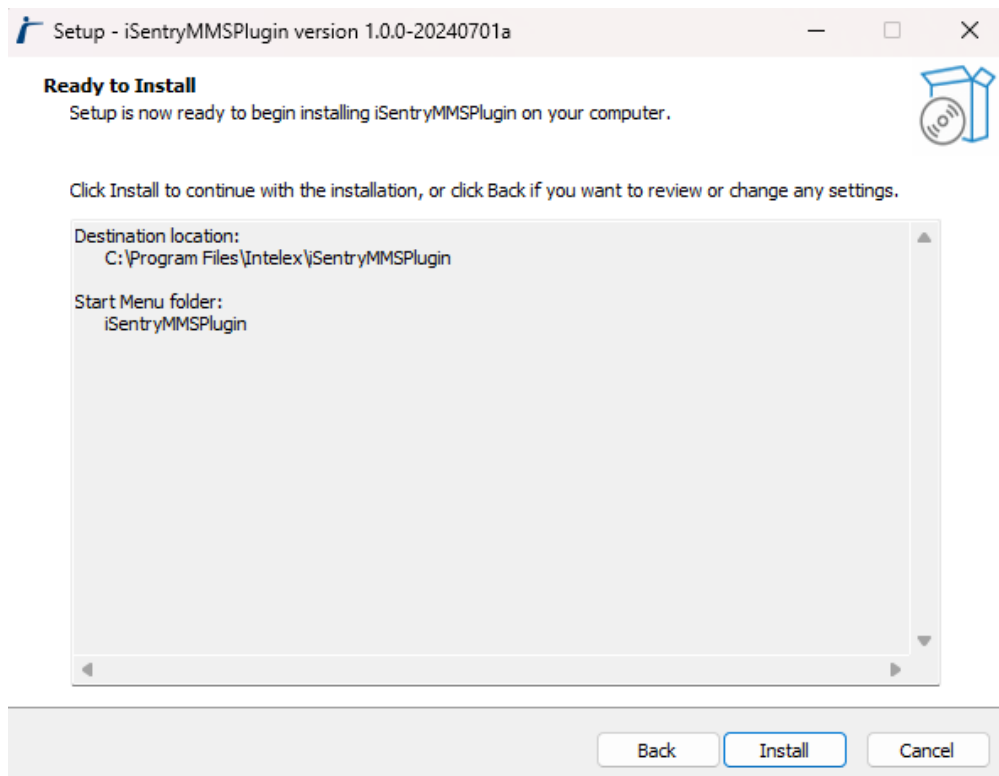 Setup - iSentryMMSPlugin version 1.0.0-20240701a
Ready to Install
Setup is now ready to begin installing iSentryMMSPlugin on your computer.
Click Install to continue with the installation, or click Back if you want to review or change any settings.
Destination location:
C:\Program Files\Intelex\iSentryMMSPlugin
Start Menu folder:
iSentryMMSPlugin
Back Install Cancel